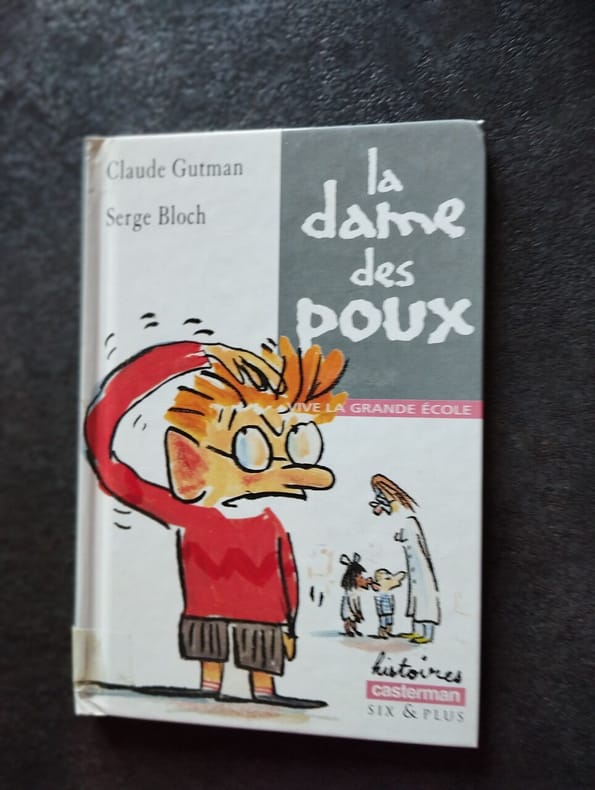 Claude Gutman
Serge Bloch
la
dame
des
poux
VIVE LA GRANDE ÉCOLE
histoires
casterman
SIX & PLUS